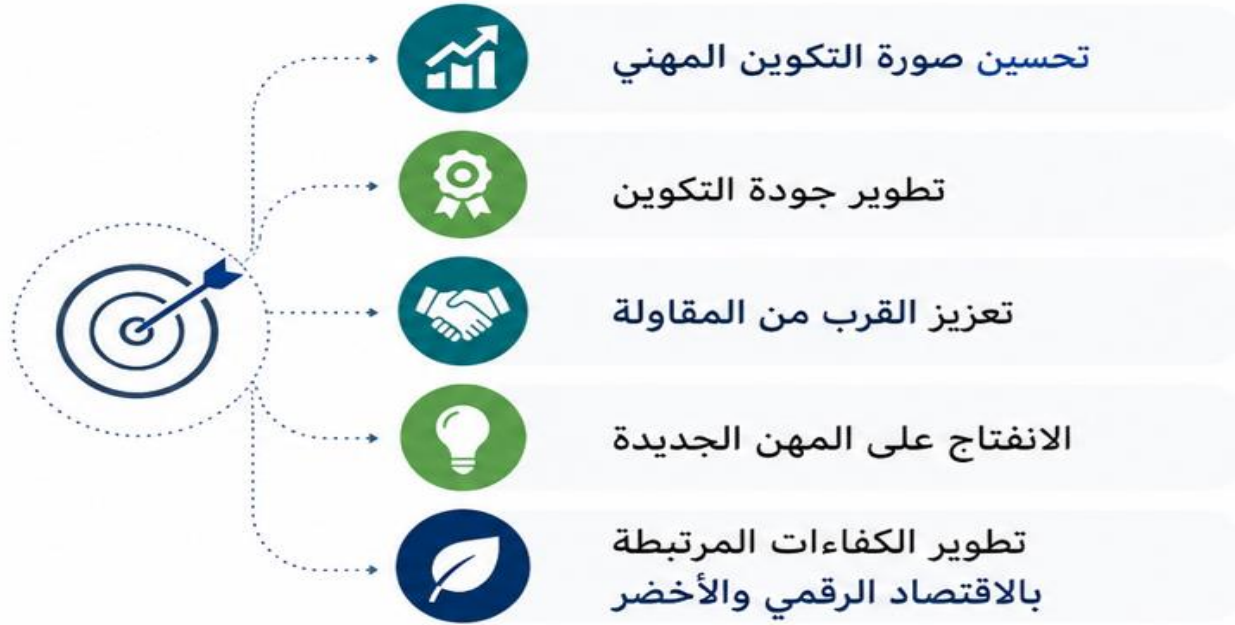 تحسين صورة التكوين المهني
تطوير جودة التكوين
تعزيز القرب من المقاولة
الانفتاح على المهن الجديدة
تطوير الكفاءات المرتبطة
بالاقتصاد الرقمي والأخضر